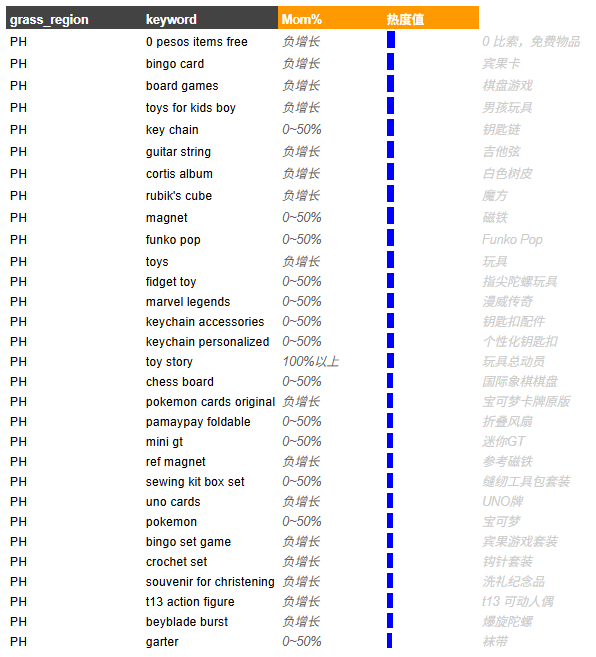 grass_region keyword Mom% 热度值
PH 0 pesos items free 负增长 0 比索，免费物品
PH bingo card 负增长 宾果卡
PH board games 负增长 棋盘游戏
PH toys for kids boy 负增长 男孩玩具
PH key chain 0~50% 钥匙链
PH guitar string 负增长 吉他弦
PH cortis album 负增长 白色树皮
PH rubik's cube 负增长 魔方
PH magnet 0~50% 磁铁
PH funko pop 0~50% Funko Pop
PH toys 负增长 玩具
PH fidget toy 0~50% 指尖陀螺玩具
PH marvel legends 0~50% 漫威传奇
PH keychain accessories 0~50% 钥匙扣配件
PH keychain personalized 0~50% 个性化钥匙扣
PH toy story 100%以上 玩具总动员
PH chess board 0~50% 国际象棋棋盘
PH pokemon cards original 负增长 宝可梦卡牌原版
PH pamaypay foldable 0~50% 折叠风扇
PH mini gt 0~50% 迷你GT
PH ref magnet 负增长 参考磁铁
PH sewing kit box set 0~50% 缝纫工具包套装
PH uno cards 负增长 UNO牌
PH pokemon 0~50% 宝可梦
PH bingo set game 负增长 宾果游戏套装
PH crochet set 负增长 钩针套装
PH souvenir for christening 负增长 洗礼纪念品
PH t13 action figure 负增长 t13 可动人偶
PH beyblade burst 负增长 爆旋陀螺
PH garter 0~50% 袜带